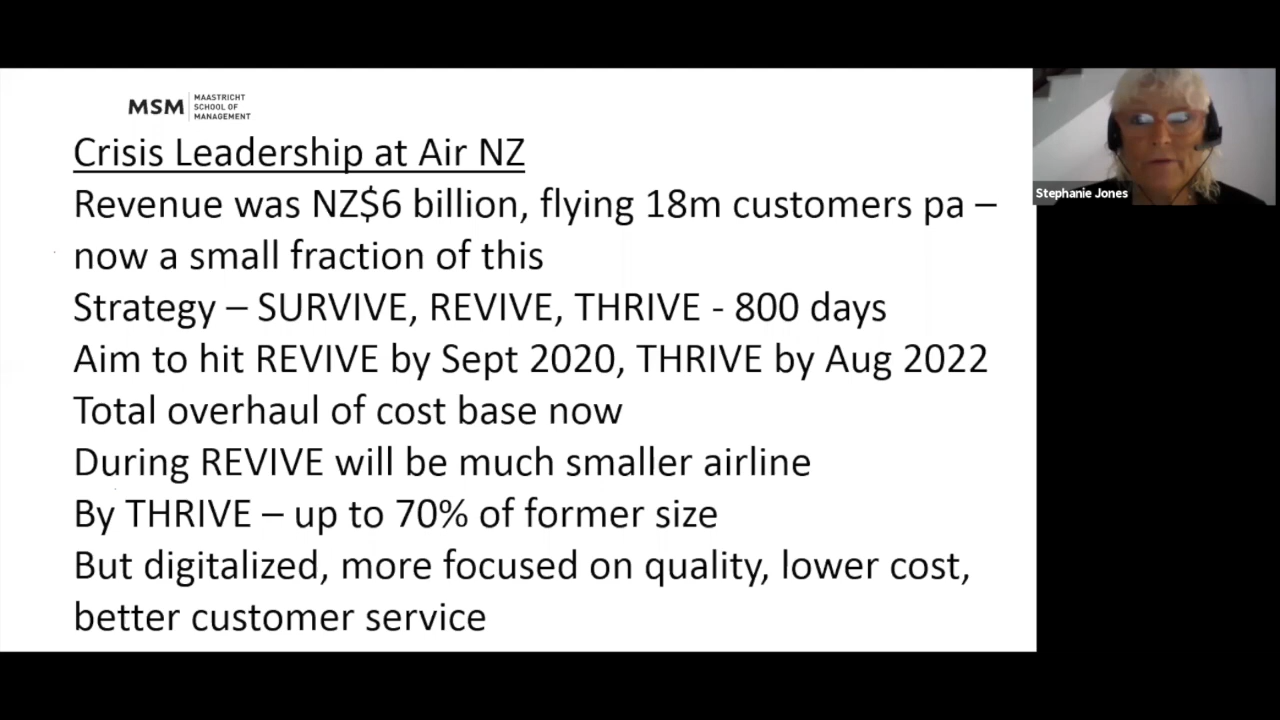 MSM
MAASTRICHT
SCHOOL OF
MANAGEMENT
Crisis Leadership at Air NZ
Revenue was NZ$6 billion, flying 18m customers pa –
now a small fraction of this
Strategy – SURVIVE, REVIVE, THRIVE - 800 days
Aim to hit REVIVE by Sept 2020, THRIVE by Aug 2022
Total overhaul of cost base now
During REVIVE will be much smaller airline
By THRIVE – up to 70% of former size
But digitalized, more focused on quality, lower cost,
better customer service
Stephanie Jones